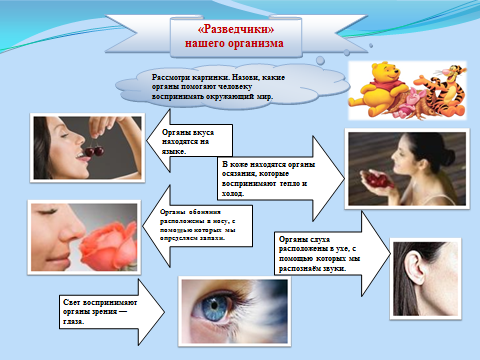 «Разведчики»
нашего организма
Рассмотри картинки. Назови, какие
органы помогают человеку
воспринимать окружающий мир.
Органы вкуса
находятся на
языке.
В коже находятся органы
осязания, которые
воспринимают тепло и
холод.
Органы обоняния
расположены в носу, с
помощью которых мы
определяем запахи.
Органы слуха
расположены в ухе, с
помощью которых мы
распознаём звуки.
Свет воспринимают
органы зрения —
глаза.